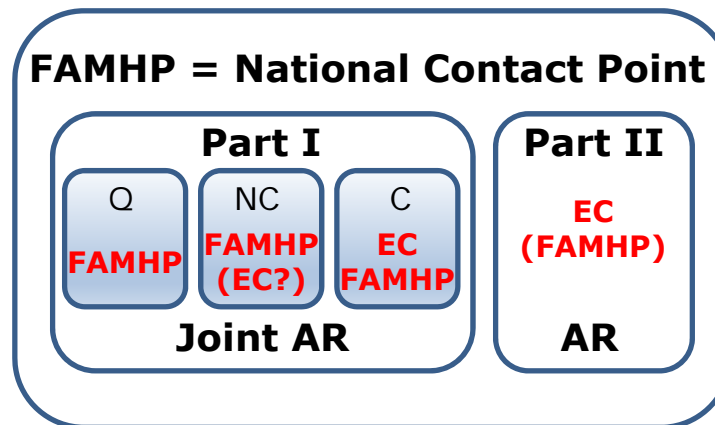 FAMHP = National Contact Point
Part I
Q
FAMHP
NC
FAMHP
(EC?)
C
EC
FAMHP
Joint AR
Part II
EC
(FAMHP)
AR